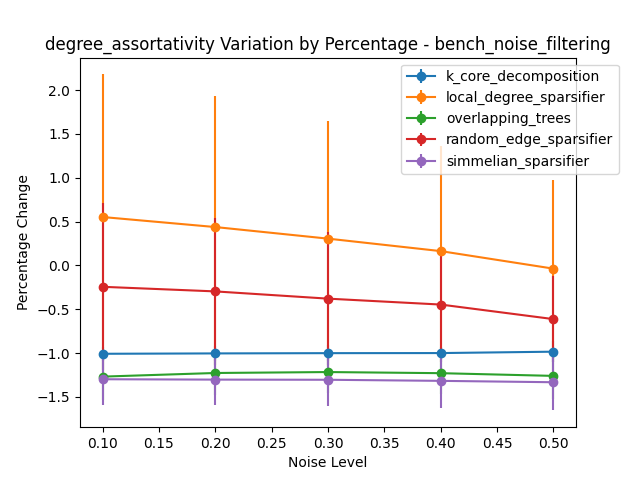 degree_assortativity Variation by Percentage - bench_noise_filtering
k_core_decomposition
local_degree_sparsifier
overlapping_trees
random_edge_sparsifier
simmelian_sparsifier
Percentage Change
2.0
1.5
1.0
0.5
0.0
−0.5
−1.0
−1.5
0.10 0.15 0.20 0.25 0.30 0.35 0.40 0.45 0.50
Noise Level